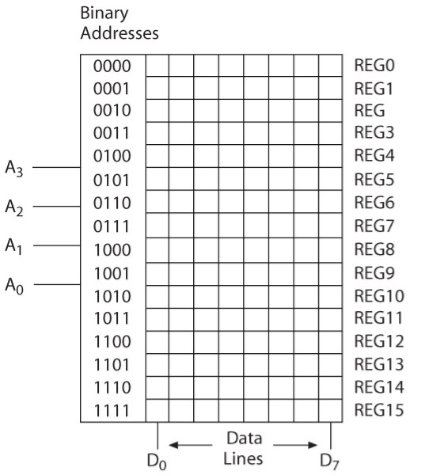 Binary
Addresses
0000 REG0
0001 REG1
0010 REG
0011 REG3
0100 REG4
A3
0101 REG5
A2
0110 REG6
0111 REG7
A1
1000 REG8
1001 REG9
A0
1010 REG10
1011 REG11
1100 REG12
1101 REG13
1110 REG14
1111 REG15
D0 Data Lines D7